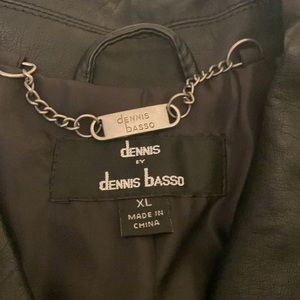 dennis
basso
dennis
BY
dennis basso
XL
MADE IN
CHINA